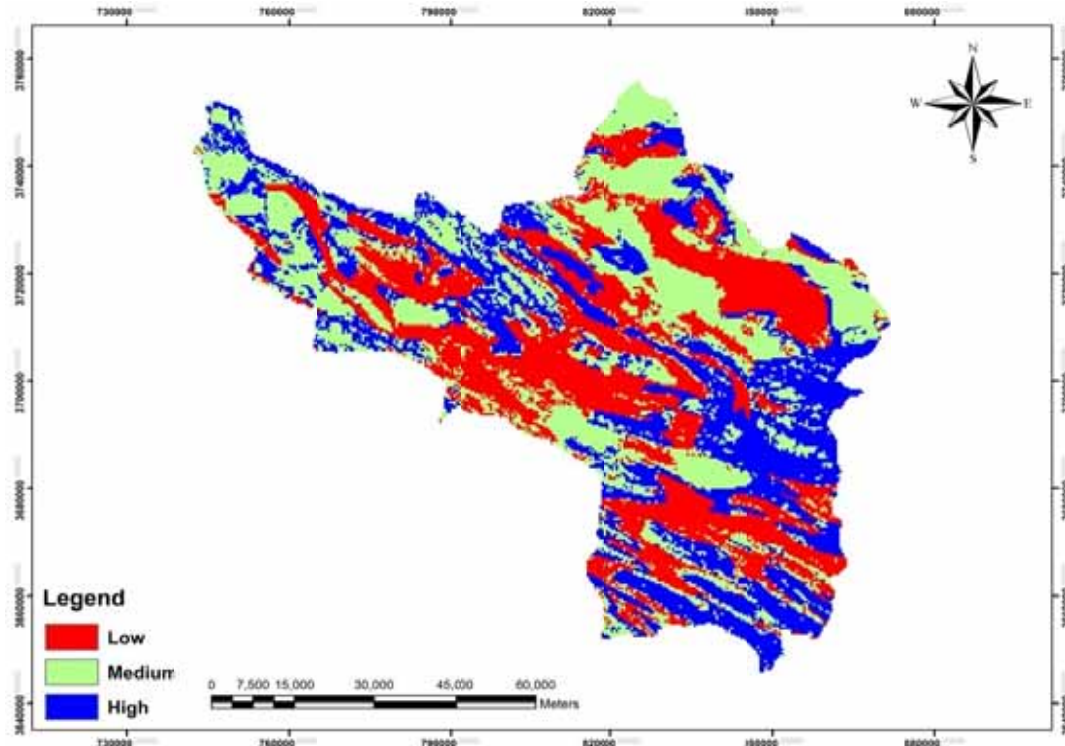 730000 760000 790000 820000 850000 880000
3760000
3740000 3740000
3720000
3700000
3680000
3660000
3640000
N
W E
S
Legend
Low
Medium
High
0 7,500 15,000 30,000 45,000 60,000
Meters
730000 760000 790000 820000 880000